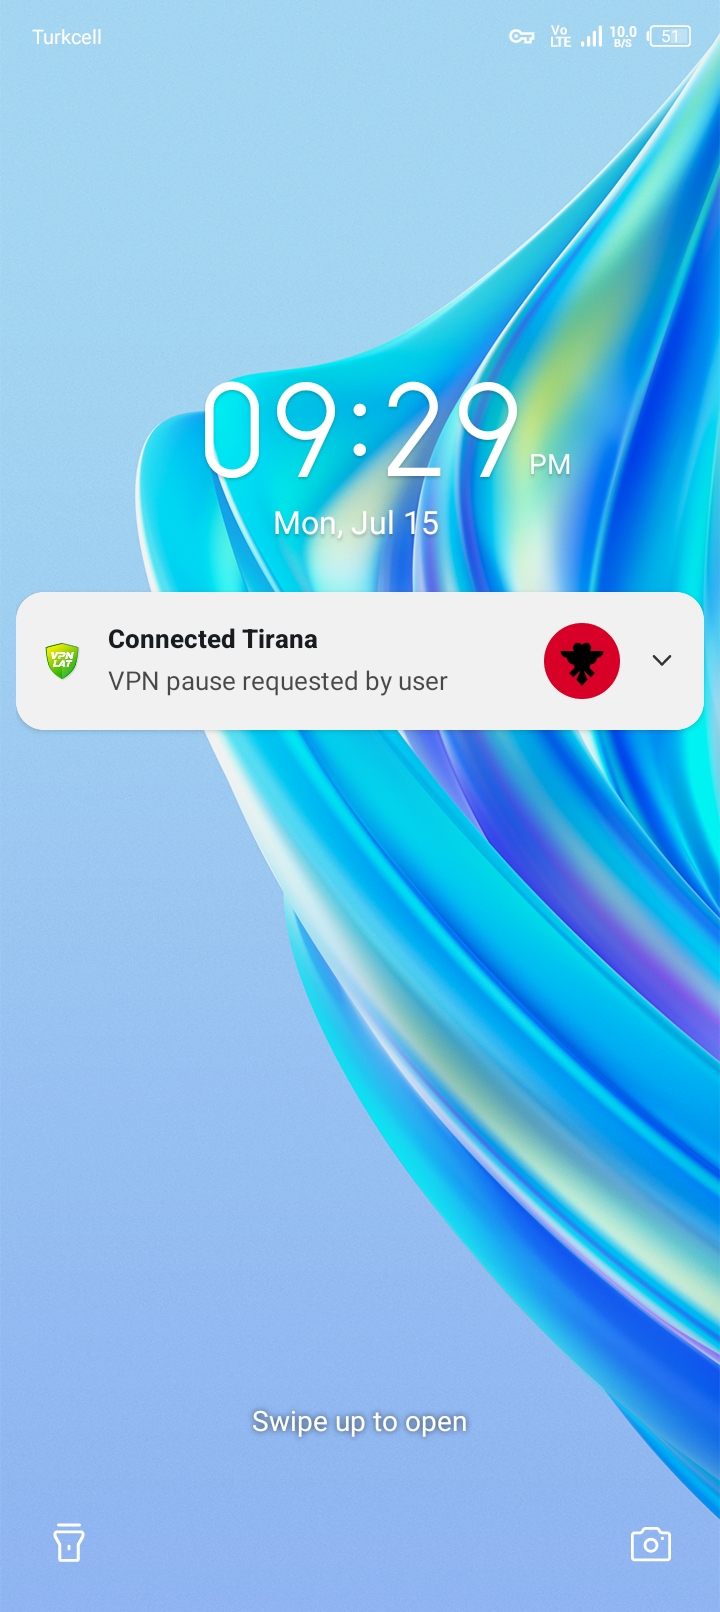 Turkcell
Vo
LTE
10.0
B/S
51
09:29 PM
Mon, Jul 15
VPN
LAT
Connected Tirana
VPN pause requested by user
Swipe up to open